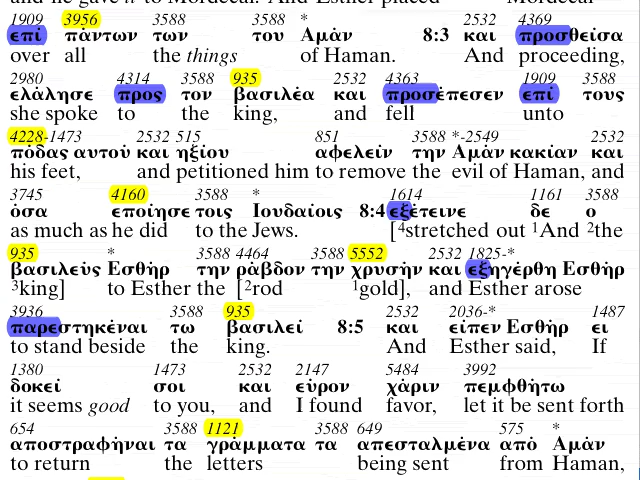 1909 3956 3588 3588 * 2532 4369
επί πάντων των του Αμάν 8:3 και προσθείσα
over all the things of Haman. And proceeding,
2980 4314 3588 935 2532 4363 1909 3588
ελάλησε προς τον βασιλέα και προσέπεσεν επί τους
she spoke to the king, and fell unto
4228-1473 2532 515 851 3588 *-2549 2532
πόδας αυτού και ηξίου αφελείν την Αμάν κακίαν και
his feet, and petitioned him to remove the evil of Haman, and
3745 4160 3588 * 1614 1161 3588
όσα εποίησε τοις Ιουδαίοις 8:4 εξέτεινε δε ο
as much as he did to the Jews. [4stretched out 1And 2the
935 * 3588 4464 3588 5552 2532 1825-*
βασιλεύς Εσθήρ την ράβδον την χρυσήν και εξηγέρθη Εσθήρ
3king] to Esther the [2rod 1gold], and Esther arose
3936 3588 935 2532 2036-* 1487
παρεστηκέναι τω βασιλεί 8:5 και είπεν Εσθήρ ει
to stand beside the king. And Esther said, If
1380 1473 2532 2147 5484 3992
δοκεί σοι και εύρον χάριν πεμφθήτω
it seems good to you, and I found favor, let it be sent forth
654 3588 1121 3588 649 575 *
αποστραφήναι τα γράμματα τα απεσταλμένα από Αμάν
to return the letters being sent from Haman,